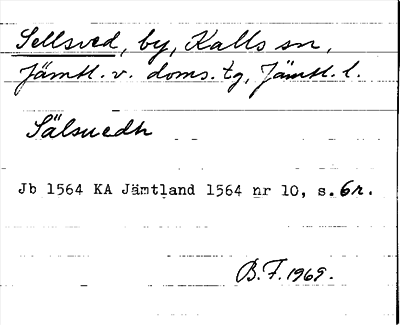 Sellsved, by, Kalls sn,
Jämtl. v. doms. tg, Jämtl. l.
Sälsuedh
Jb 1564 KA Jämtland 1564 nr 10, s. 6r.
B.F. 1969.